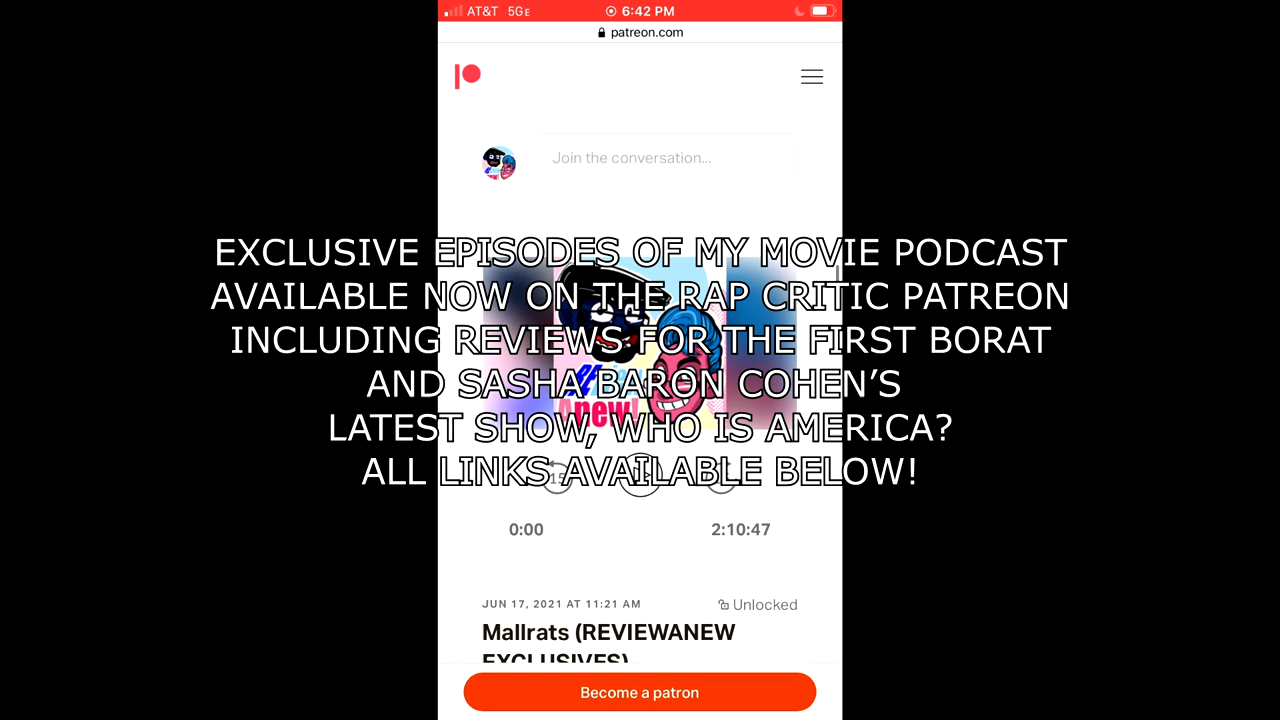 AT&T 5GE 6:42 PM
patreon.com
Join the conversation...
EXCLUSIVE EPISODES OF MY MOVIE PODCAST
AVAILABLE NOW ON THE RAP CRITIC PATREON
INCLUDING REVIEWS FOR THE FIRST BORAT
AND SASHA BARON COHEN'S
LATEST SHOW, WHO IS AMERICA?
ALL LINKS AVAILABLE BELOW!
Anew!
15
0:00 2:10:47
JUN 17, 2021 AT 11:21 AM Unlocked
Mallrats (REVIEWANEW
EXCLUSIVES)
Become a patron